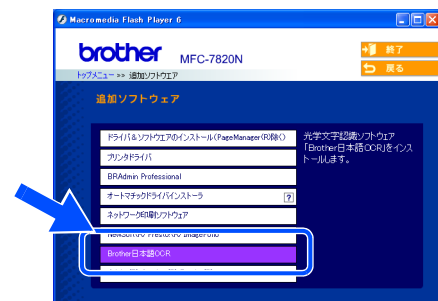 Macromedia Flash Player 6
brother MFC-7820N
終了
戻る
トップメニュー >> 追加ソフトウェア
追加ソフトウェア
ドライバ&ソフトウェアのインストール(PageManager(R)除く)
プリンタドライバ
BRAdmin Professional
オートマチックドライバインストーラ ?
ネットワーク印刷ソフトウェア
NewSoft(R) Presto!(R) ImageFolio
Brother日本語OCR
光学文字認識ソフトウェア
「Brother日本語OCR」をインス
トールします。